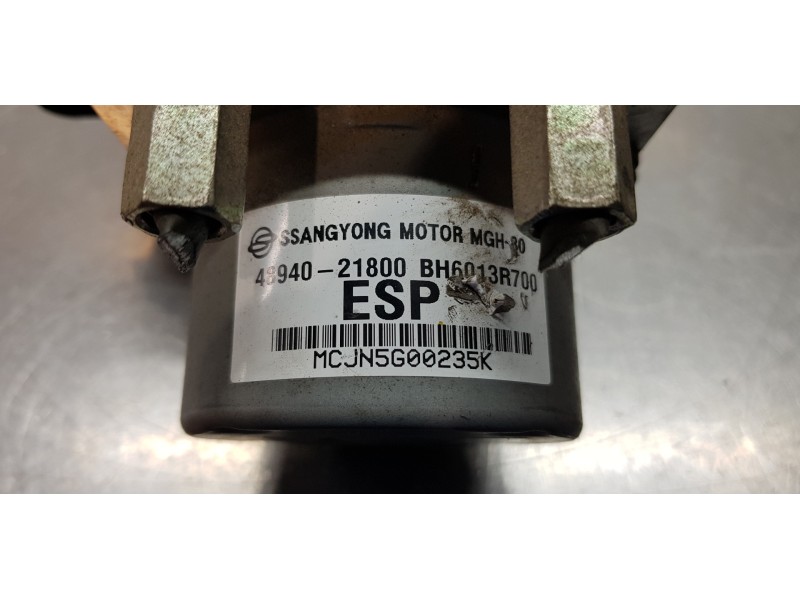 SSANGYONG MOTOR MGH-80
48940-21800 BH6013R700
ESP
MCJN5G00235K